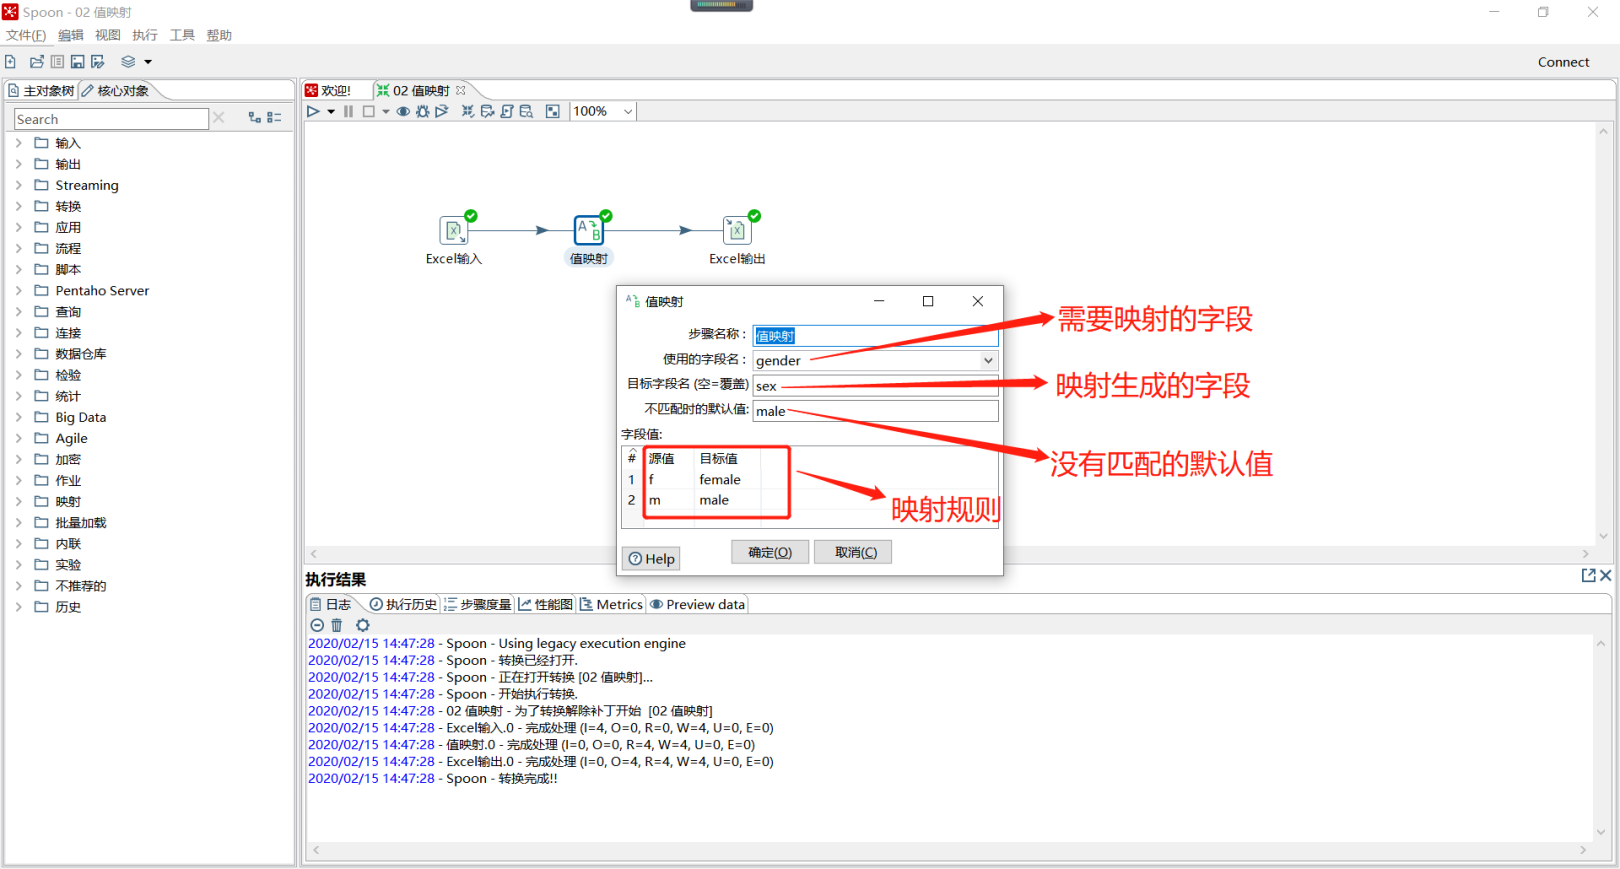 Spoon - 02 值映射
文件(F) 编辑 视图 执行 工具 帮助
Connect
主对象树 核心对象
欢迎! 02 值映射
Search
100%
输入
输出
Streaming
转换
应用
流程
脚本
Pentaho Server
查询
连接
数据仓库
检验
统计
Big Data
Agile
加密
作业
映射
批量加载
内联
实验
不推荐的
历史
Excel输入 值映射 Excel输出
值映射
步骤名称: 值映射
使用的字段名: gender
目标字段名 (空=覆盖) sex
不匹配时的默认值: male
字段值:
# 源值 目标值
1 f female
2 m male
Help 确定(O) 取消(C)
需要映射的字段
映射生成的字段
没有匹配的默认值
映射规则
执行结果
日志 执行历史 步骤度量 性能图 Metrics Preview data
2020/02/15 14:47:28 - Spoon - Using legacy execution engine
2020/02/15 14:47:28 - Spoon - 转换已经打开.
2020/02/15 14:47:28 - Spoon - 正在打开转换 [02 值映射]...
2020/02/15 14:47:28 - Spoon - 开始执行转换.
2020/02/15 14:47:28 - 02 值映射 - 为了转换解除补丁开始 [02 值映射]
2020/02/15 14:47:28 - Excel输入.0 - 完成处理 (I=4, O=0, R=0, W=4, U=0, E=0)
2020/02/15 14:47:28 - 值映射.0 - 完成处理 (I=0, O=0, R=4, W=4, U=0, E=0)
2020/02/15 14:47:28 - Excel输出.0 - 完成处理 (I=0, O=4, R=4, W=4, U=0, E=0)
2020/02/15 14:47:28 - Spoon - 转换完成!!